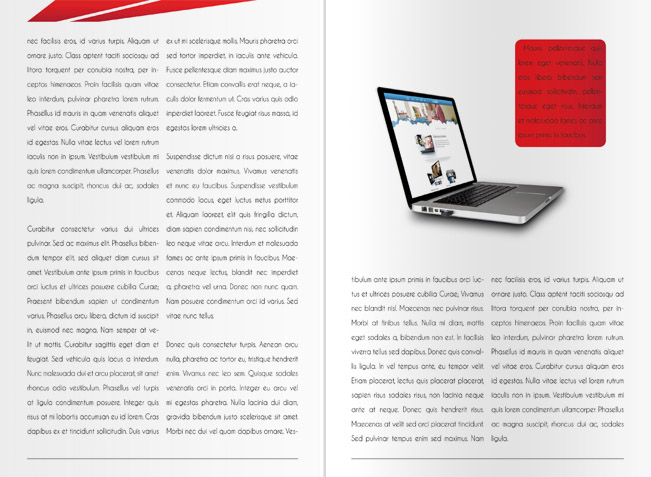 nec facilisis eros, id varius turpis. Aliquam ut
ornare justo. Class aptent taciti sociosqu ad
litora torquent per conubia nostra, per in-
ceptos himenaeos. Proin facilisis quam vitae
leo interdum, pulvinar pharetra lorem rutrum.
Phasellus id mauris in quam venenatis aliquet
vel vitae eros. Curabitur cursus aliquam eros
id egestas. Nulla vitae lectus vel lorem rutrum
iaculis non in ipsum. Vestibulum vestibulum mi
quis lorem condimentum ullamcorper. Phasellus
ac magna suscipit, rhoncus dui ac, sodales
ligula.
Curabitur consectetur varius dui ultrices
pulvinar. Sed ac maximus elit. Phasellus biben-
dum tempor elit, sed aliquet diam cursus sit
amet. Vestibulum ante ipsum primis in faucibus
orci luctus et ultrices posuere cubilia Curae;
Praesent bibendum sapien ut condimentum
varius. Phasellus arcu libero, dictum id suscipit
in, euismod nec magna. Nam semper at ve-
lit ut mattis. Curabitur sagittis eget diam et
feugiat. Sed vehicula quis lacus a interdum.
Nunc malesuada dui et arcu placerat, sit amet
rhoncus odio vestibulum. Phasellus vel turpis
at ligula condimentum posuere. Integer quis
risus at mi lobortis accumsan eu id lorem. Cras
dapibus ex et tincidunt sollicitudin. Duis varius
ex ut mi scelerisque mollis. Mauris pharetra orci
sed tortor imperdiet, in iaculis ante vehicula.
Fusce pellentesque diam maximus justo auctor
consectetur. Etiam convallis erat neque, a ia-
culis dolor fermentum ut. Cras varius quis odio
imperdiet laoreet. Fusce feugiat risus massa, id
egestas lorem ultricies a.
Suspendisse dictum nisl a risus posuere, vitae
venenatis dolor maximus. Vivamus venenatis
et nunc eu faucibus. Suspendisse vestibulum
commodo lacus, eget luctus metus porttitor
et. Aliquam laoreet, elit quis fringilla dictum,
diam sapien condimentum nisi, nec sollicitudin
leo neque vitae arcu. Interdum et malesuada
fames ac ante ipsum primis in faucibus. Mae-
cenas neque lectus, blandit nec imperdiet
a, pharetra vel urna. Donec non nunc quam.
Nam posuere condimentum orci id varius. Sed
vitae nunc tellus.
Donec quis consectetur turpis. Aenean arcu
nulla, pharetra ac tortor eu, tristique hendrerit
enim. Vivamus nec leo sem. Quisque sodales
venenatis orci in porta. Integer eu arcu vel
mi egestas pharetra. Nulla lacinia dui diam,
gravida bibendum justo scelerisque sit amet.
Morbi nec dui vel quam dapibus ornare. Ves-
Mauris pellentesque quis
lorem eget venenatis. Nulla
eros libero, bibendum non
euismod sollicitudin, pellen-
tesque eget risus. Interdum
et malesuada fames ac ante
ipsum primis in faucibus.
tibulum ante ipsum primis in faucibus orci luc-
tus et ultrices posuere cubilia Curae; Vivamus
nec blandit nisl. Maecenas nec pulvinar risus.
Morbi at finibus tellus. Nulla mi diam, mattis
eget sodales a, bibendum non est. In facilisis
viverra tellus sed dapibus. Donec quis conval-
lis ligula. In vel tempus ante, eu tempor velit.
Etiam placerat, lectus quis placerat placerat,
sapien risus sodales risus, non lacinia neque
ante at neque. Donec quis hendrerit risus.
Maecenas at velit sed orci placerat tincidunt.
Sed pulvinar tempus enim sed maximus. Nam
nec facilisis eros, id varius turpis. Aliquam ut
ornare justo. Class aptent taciti sociosqu ad
litora torquent per conubia nostra, per in-
ceptos himenaeos. Proin facilisis quam vitae
leo interdum, pulvinar pharetra lorem rutrum.
Phasellus id mauris in quam venenatis aliquet
vel vitae eros. Curabitur cursus aliquam eros
id egestas. Nulla vitae lectus vel lorem rutrum
iaculis non in ipsum. Vestibulum vestibulum mi
quis lorem condimentum ullamcorper. Phasellus
ac magna suscipit, rhoncus dui ac, sodales
ligula.